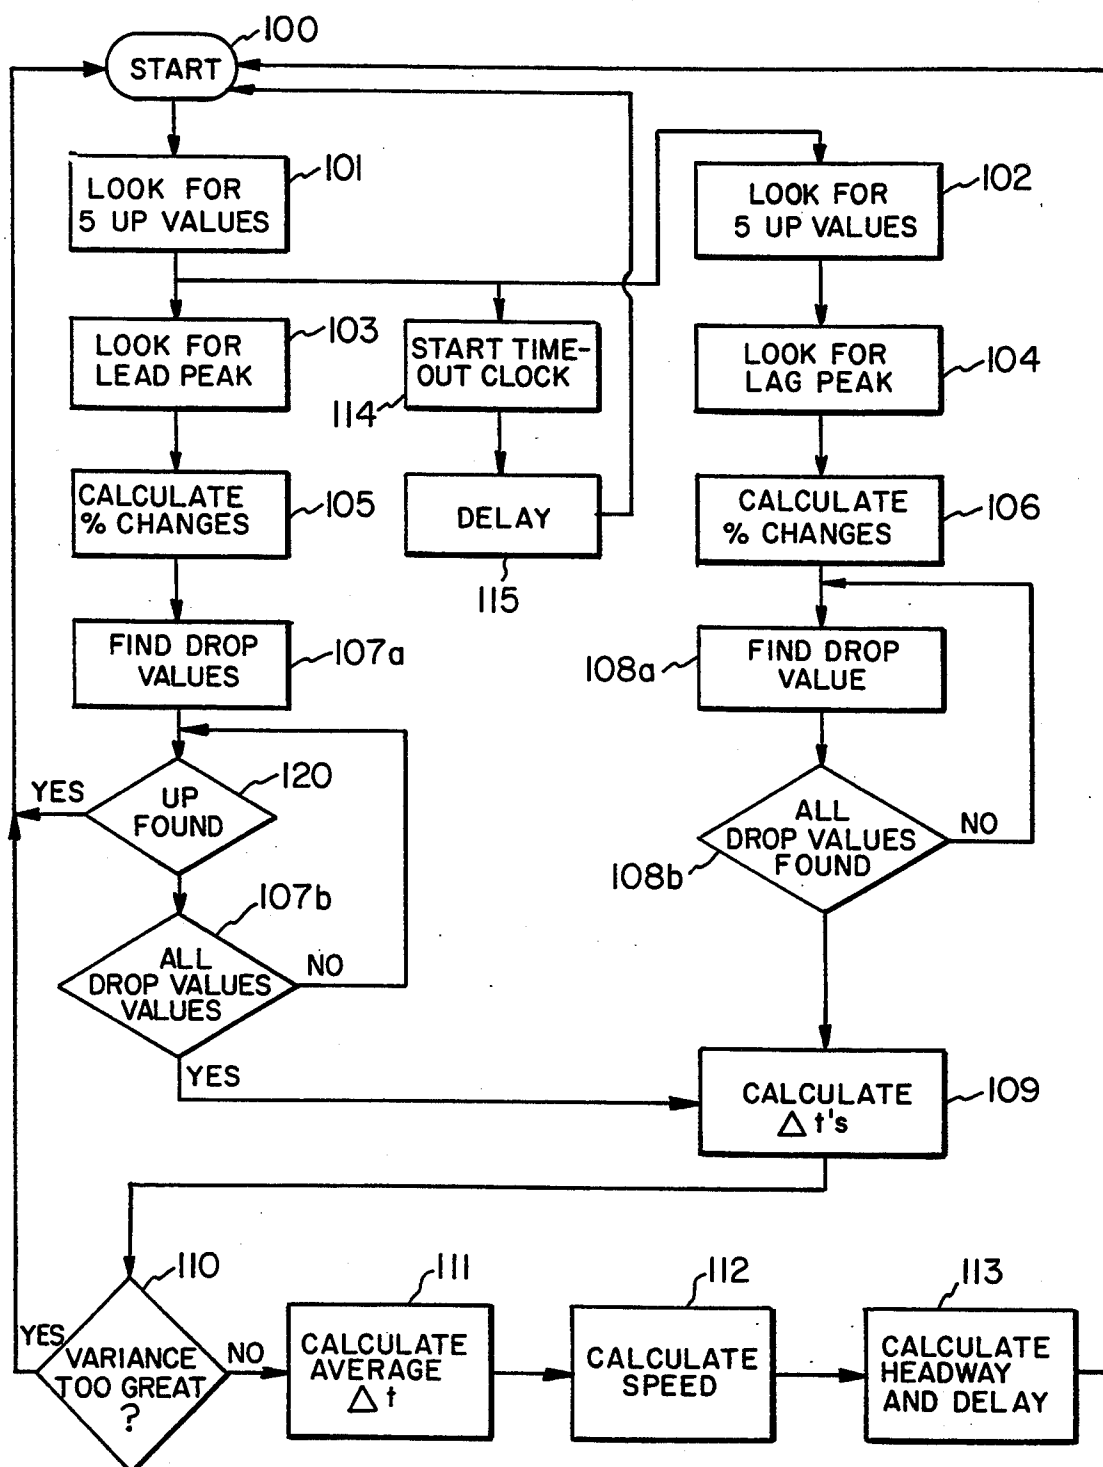 100
START
101
LOOK FOR
5 UP VALUES
102
LOOK FOR
5 UP VALUES
103
LOOK FOR
LEAD PEAK
START TIME-
OUT CLOCK
114
LOOK FOR
LAG PEAK
104
CALCULATE
% CHANGES
105
DELAY
115
CALCULATE
% CHANGES
106
FIND DROP
VALUES
107a
108a
FIND DROP
VALUE
YES
UP
FOUND
120
ALL
DROP VALUES
FOUND
NO
108b
107b
ALL
DROP VALUES
VALUES
NO
YES
CALCULATE
△ t's
109
110
YES
VARIANCE
TOO GREAT
?
NO
111
CALCULATE
AVERAGE
△ t
112
CALCULATE
SPEED
113
CALCULATE
HEADWAY
AND DELAY